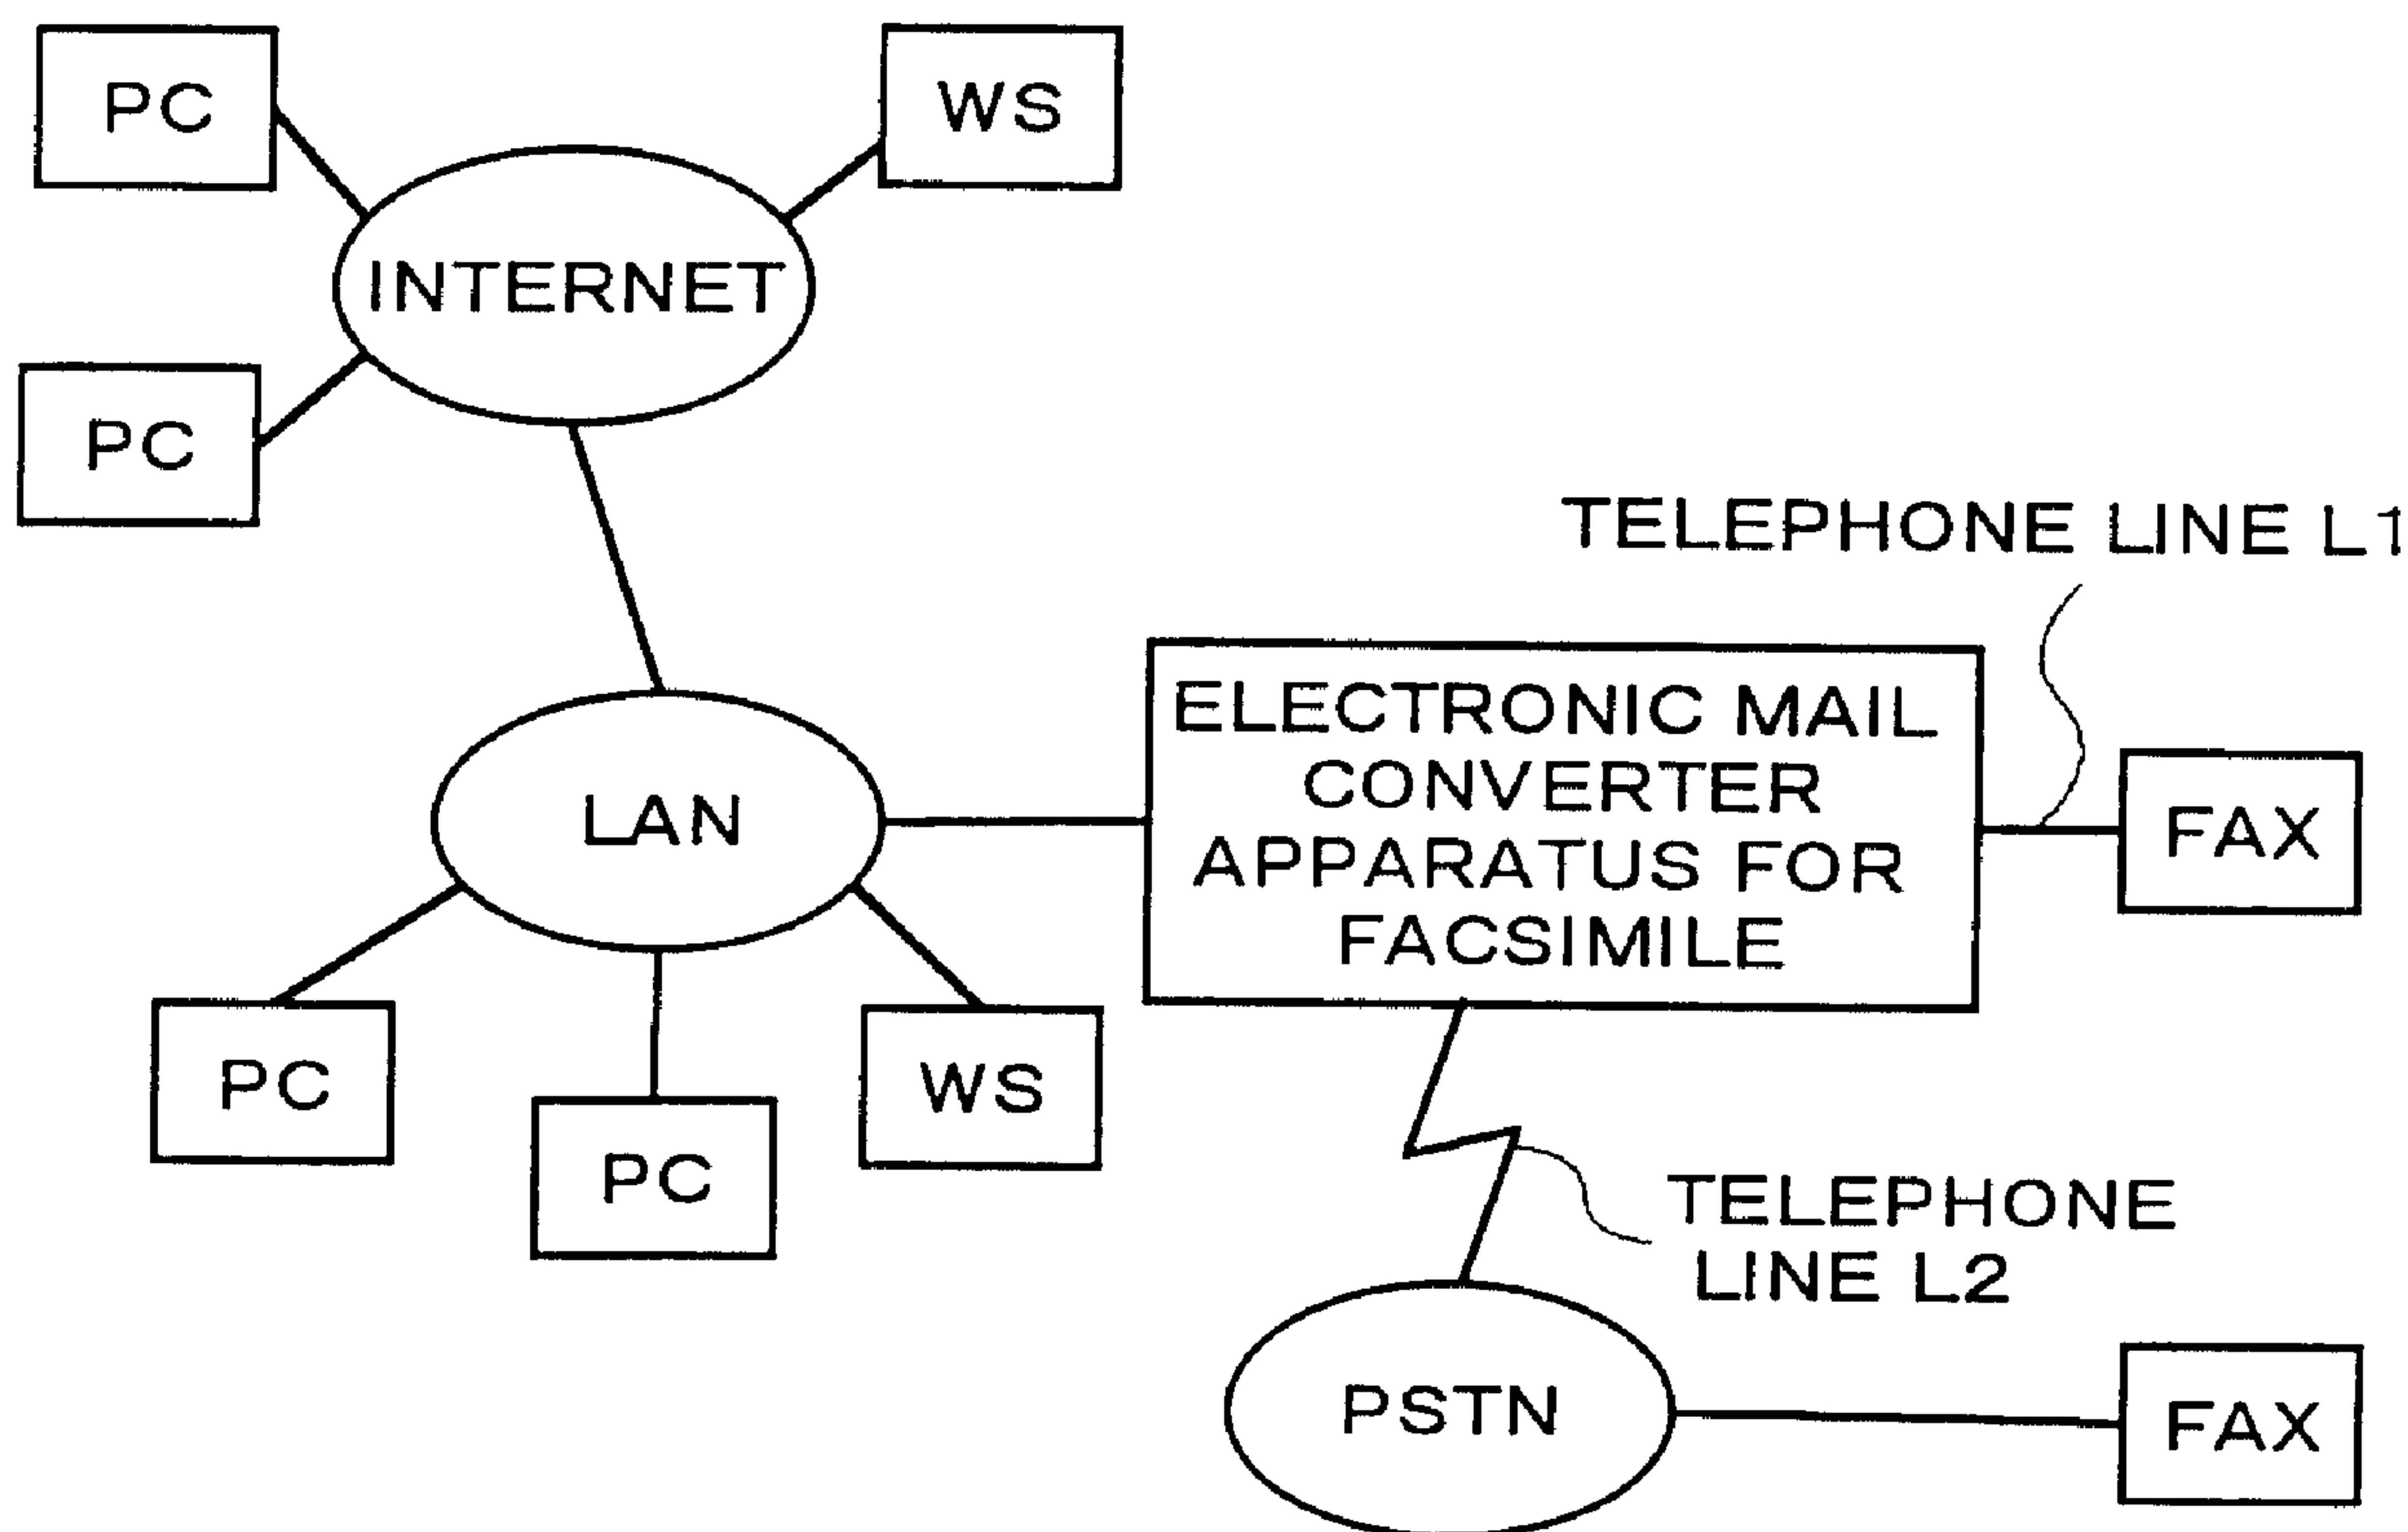 PC
WS
INTERNET
PC
TELEPHONE LINE L1
ELECTRONIC MAIL
CONVERTER
APPARATUS FOR
FACSIMILE
FAX
LAN
PC
PC
WS
TELEPHONE
LINE L2
PSTN
FAX